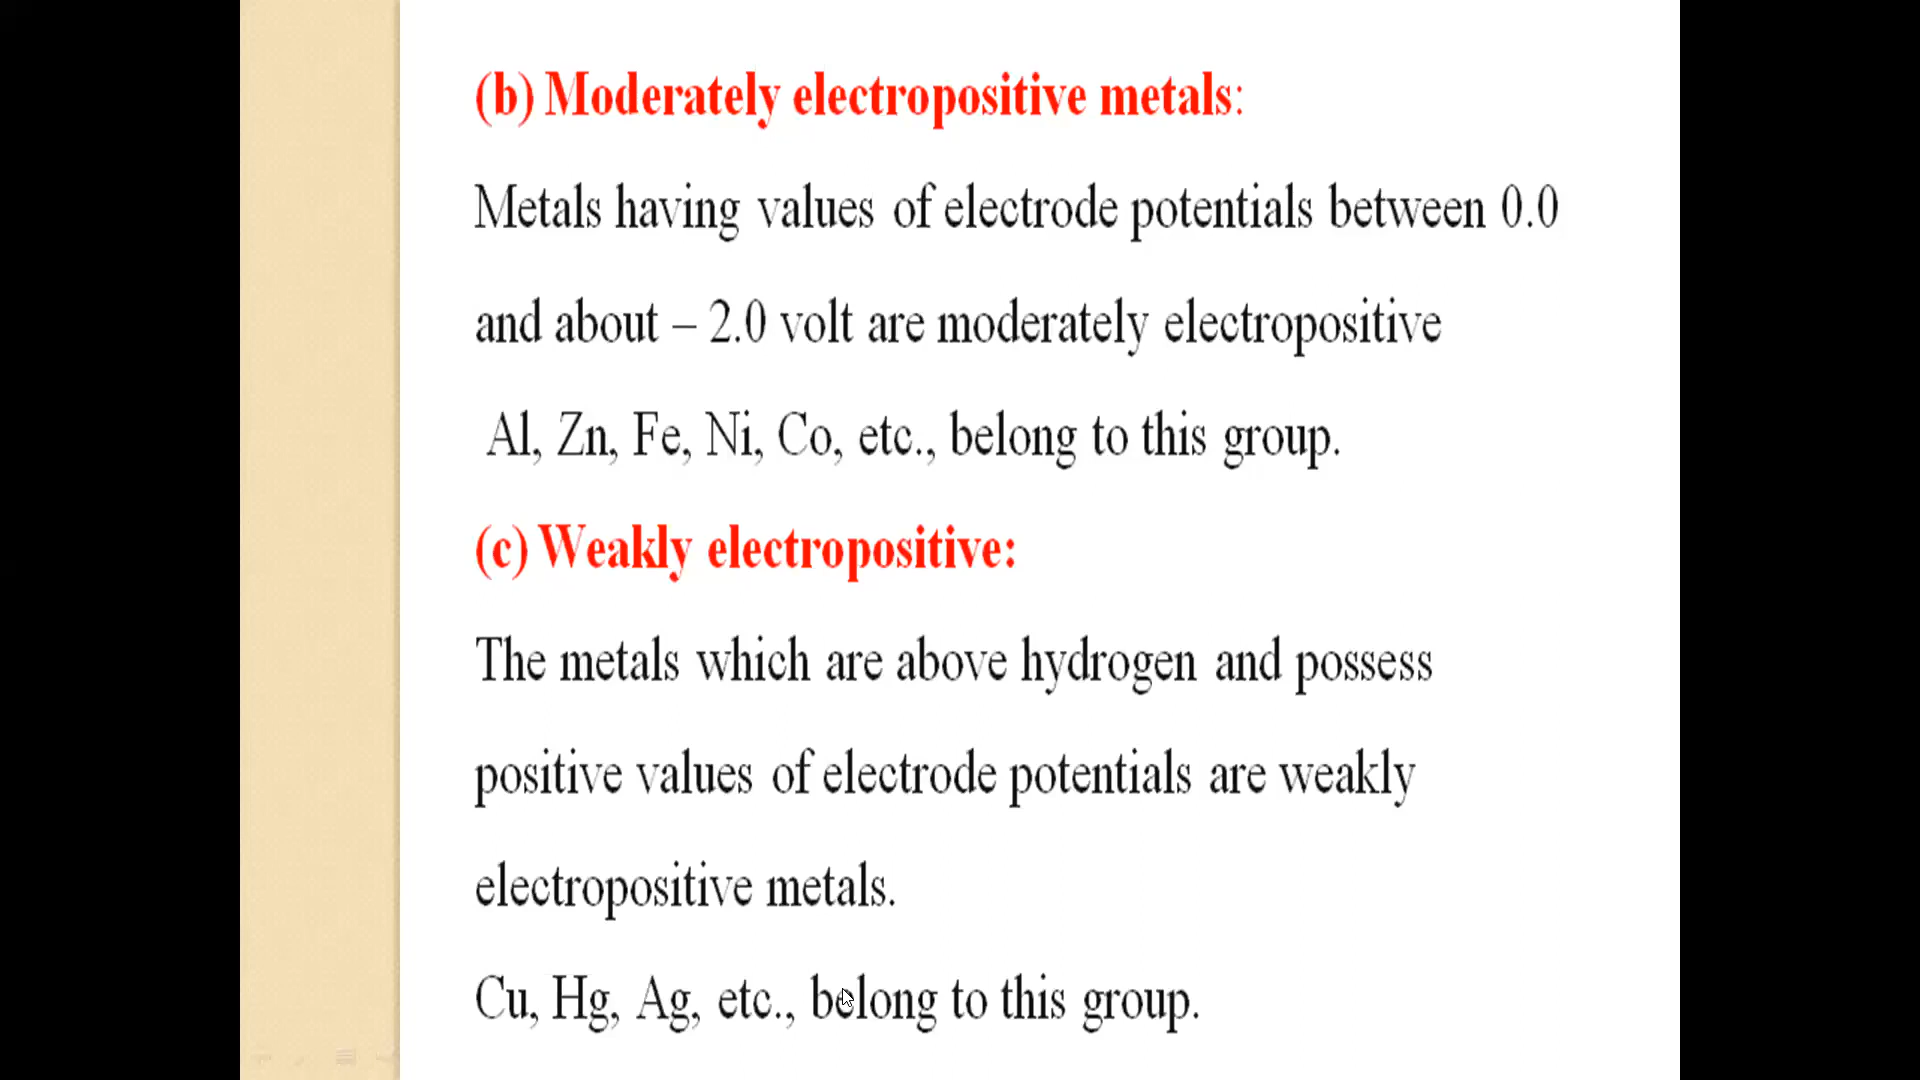 (b) Moderately electropositive metals:
Metals having values of electrode potentials between 0.0
and about – 2.0 volt are moderately electropositive
Al, Zn, Fe, Ni, Co, etc., belong to this group.
(c) Weakly electropositive:
The metals which are above hydrogen and possess
positive values of electrode potentials are weakly
electropositive metals.
Cu, Hg, Ag, etc., belong to this group.